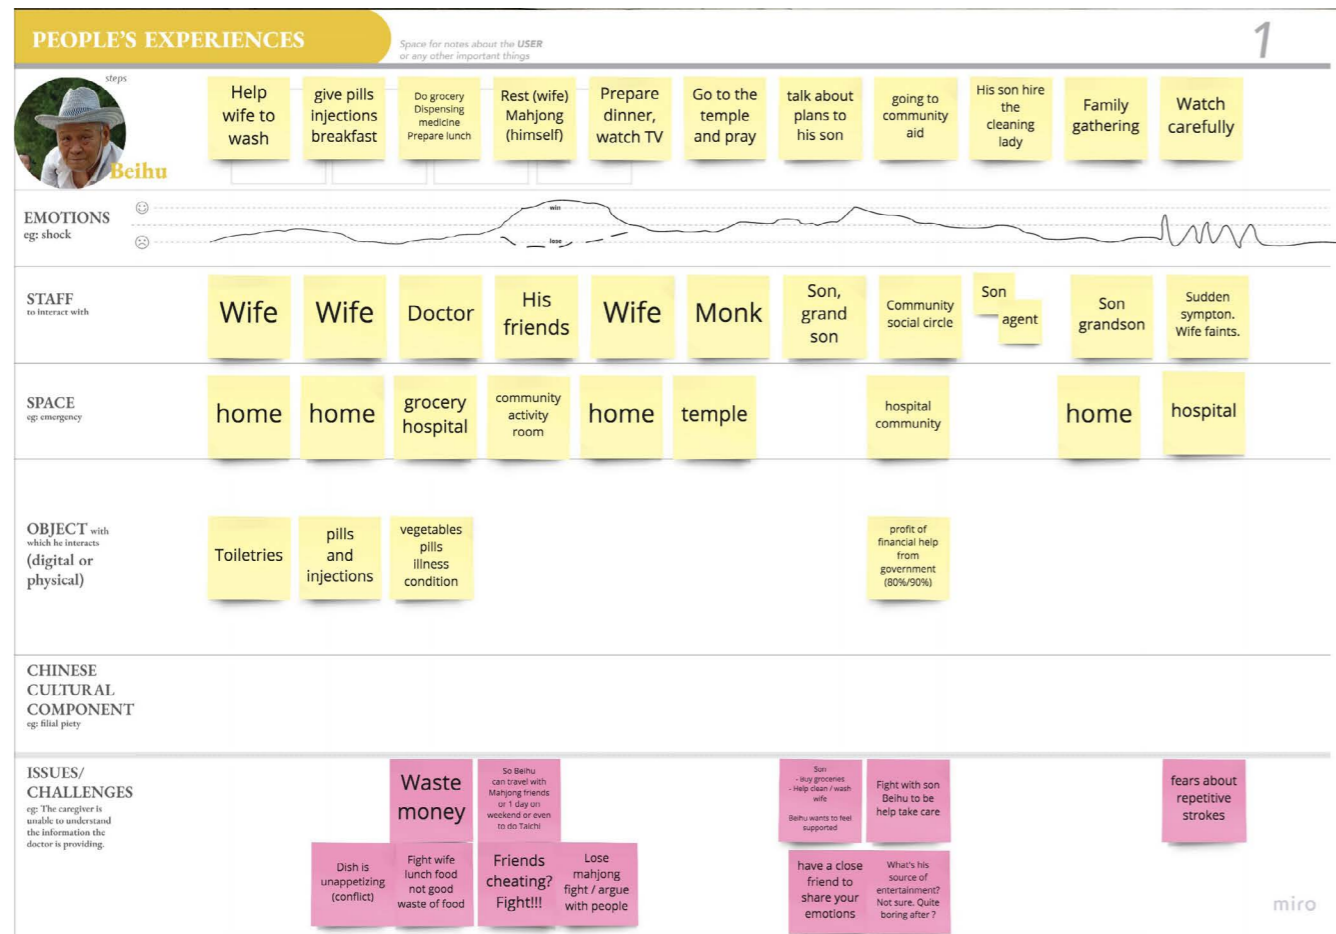 PEOPLE'S EXPERIENCES
Space for notes about the USER
or any other important things
1
steps
Beihu
Help
wife to
wash
give pills
injections
breakfast
Do grocery
Dispensing
medicine
Prepare lunch
Rest (wife)
Mahjong
(himself)
Prepare
dinner,
watch TV
Go to the
temple
and pray
talk about
plans to
his son
going to
community
aid
His son hire
the
cleaning
lady
Family
gathering
Watch
carefully
EMOTIONS
eg: shock
win
lose
STAFF
to interact with
Wife
Wife
Doctor
His
friends
Wife
Monk
Son,
grand
son
Community
social circle
Son
agent
Son
grandson
Sudden
sympton.
Wife faints.
SPACE
eg: emergency
home
home
grocery
hospital
community
activity
room
home
temple
hospital
community
home
hospital
OBJECT with
which he interacts
(digital or
physical)
Toiletries
pills
and
injections
vegetables
pills
illness
condition
profit of
financial help
from
government
(80%/90%)
CHINESE
CULTURAL
COMPONENT
eg: filial piety
ISSUES/
CHALLENGES
eg: The caregiver is
unable to understand
the information the
doctor is providing.
Waste
money
So Beihu
can travel with
Mahjong friends
or 1 day on
weekend or even
to do Taichi
Son
- Buy groceries
- Help clean / wash
wife
Beihu wants to feel
supported
Fight with son
Beihu to be
help take care
fears about
repetitive
strokes
Dish is
unappetizing
(conflict)
Fight wife
lunch food
not good
waste of food
Friends
cheating?
Fight!!!
Lose
mahjong
fight / argue
with people
have a close
friend to
share your
emotions
What's his
source of
entertainment?
Not sure. Quite
boring after ?
miro